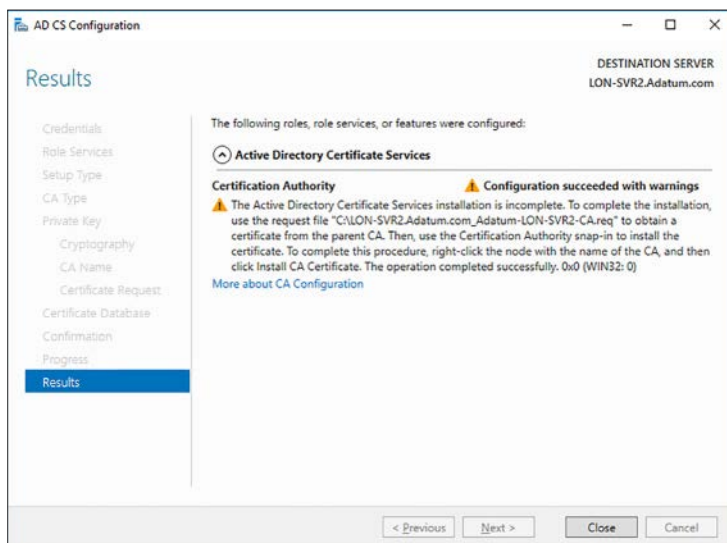 AD CS Configuration
DESTINATION SERVER
LON-SVR2.Adatum.com
Results
Credentials
Role Services
Setup Type
CA Type
Private Key
Cryptography
CA Name
Certificate Request
Certificate Database
Confirmation
Progress
Results
The following roles, role services, or features were configured:
Active Directory Certificate Services
Certification Authority
Configuration succeeded with warnings
The Active Directory Certificate Services installation is incomplete. To complete the installation,
use the request file "C:\LON-SVR2.Adatum.com_Adatum-LON-SVR2-CA.req" to obtain a
certificate from the parent CA. Then, use the Certification Authority snap-in to install the
certificate. To complete this procedure, right-click the node with the name of the CA, and then
click Install CA Certificate. The operation completed successfully. 0x0 (WIN32: 0)
More about CA Configuration
< Previous
Next >
Close
Cancel